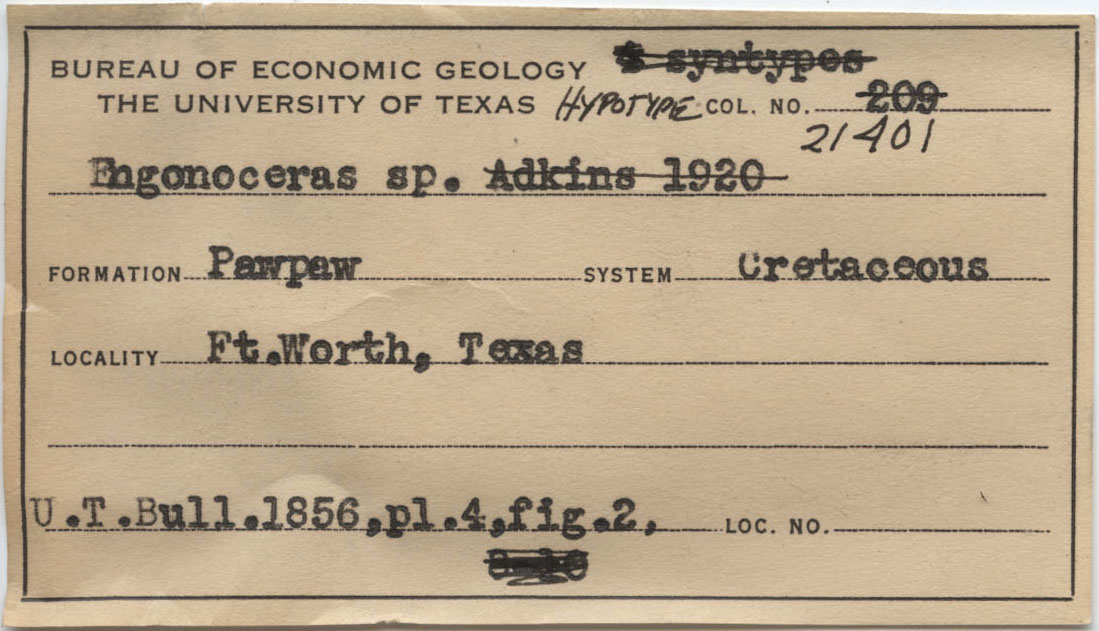 syntypes
BUREAU OF ECONOMIC GEOLOGY
THE UNIVERSITY OF TEXAS HYPOTYPE COL. NO. 209
21401
Engonoceras sp. Adkins 1920
FORMATION Pawpaw SYSTEM Cretaceous
LOCALITY Ft.Worth, Texas
U.T.Bull.1856,pl.4,fig.2, LOC. NO.